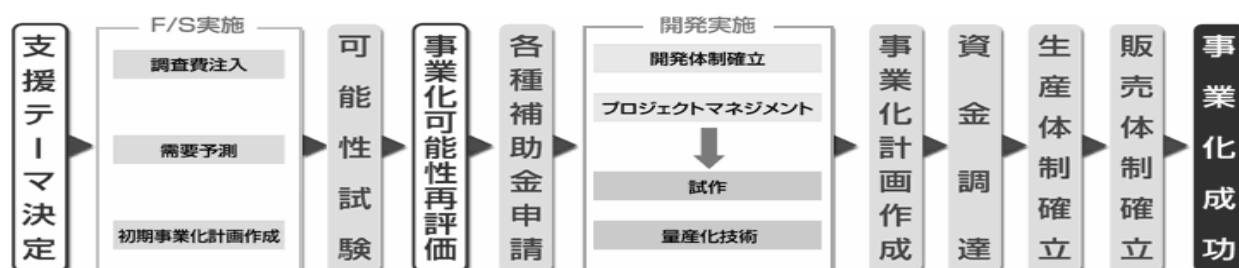 支援テーマ決定
F/S実施
調査費注入
需要予測
初期事業化計画作成
可能性試験
事業化可能性再評価
各種補助金申請
開発実施
開発体制確立
プロジェクトマネジメント
試作
量産化技術
事業化計画作成
資金調達
生産体制確立
販売体制確立
事業化成功